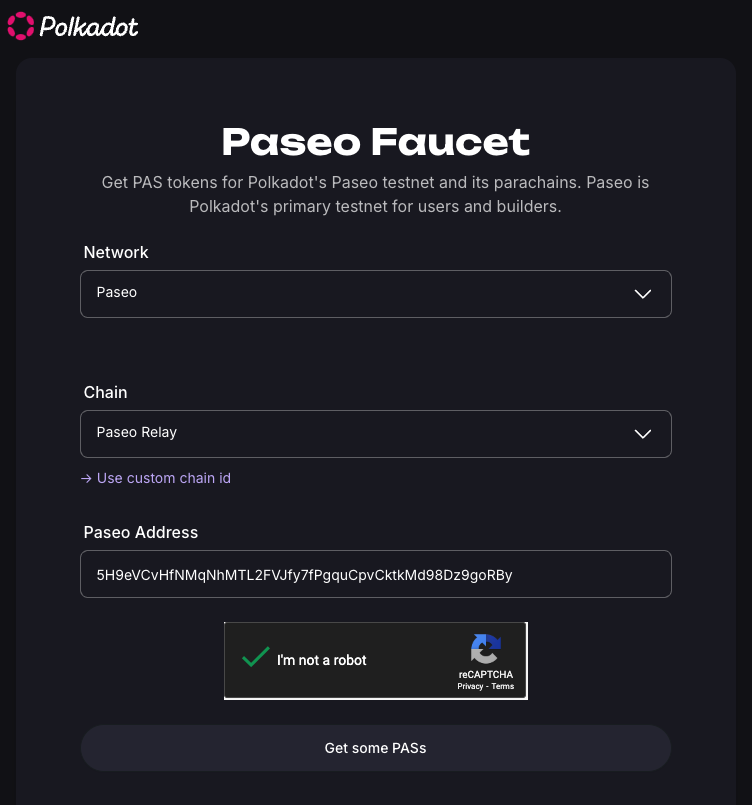 Polkadot
Paseo Faucet
Get PAS tokens for Polkadot's Paseo testnet and its parachains. Paseo is
Polkadot's primary testnet for users and builders.
Network
Paseo
Chain
Paseo Relay
→ Use custom chain id
Paseo Address
5H9eVCvHfNMqNhMTL2FVJfy7fPgquCpvCktkMd98Dz9goRBy
I'm not a robot
reCAPTCHA
Privacy - Terms
Get some PASs